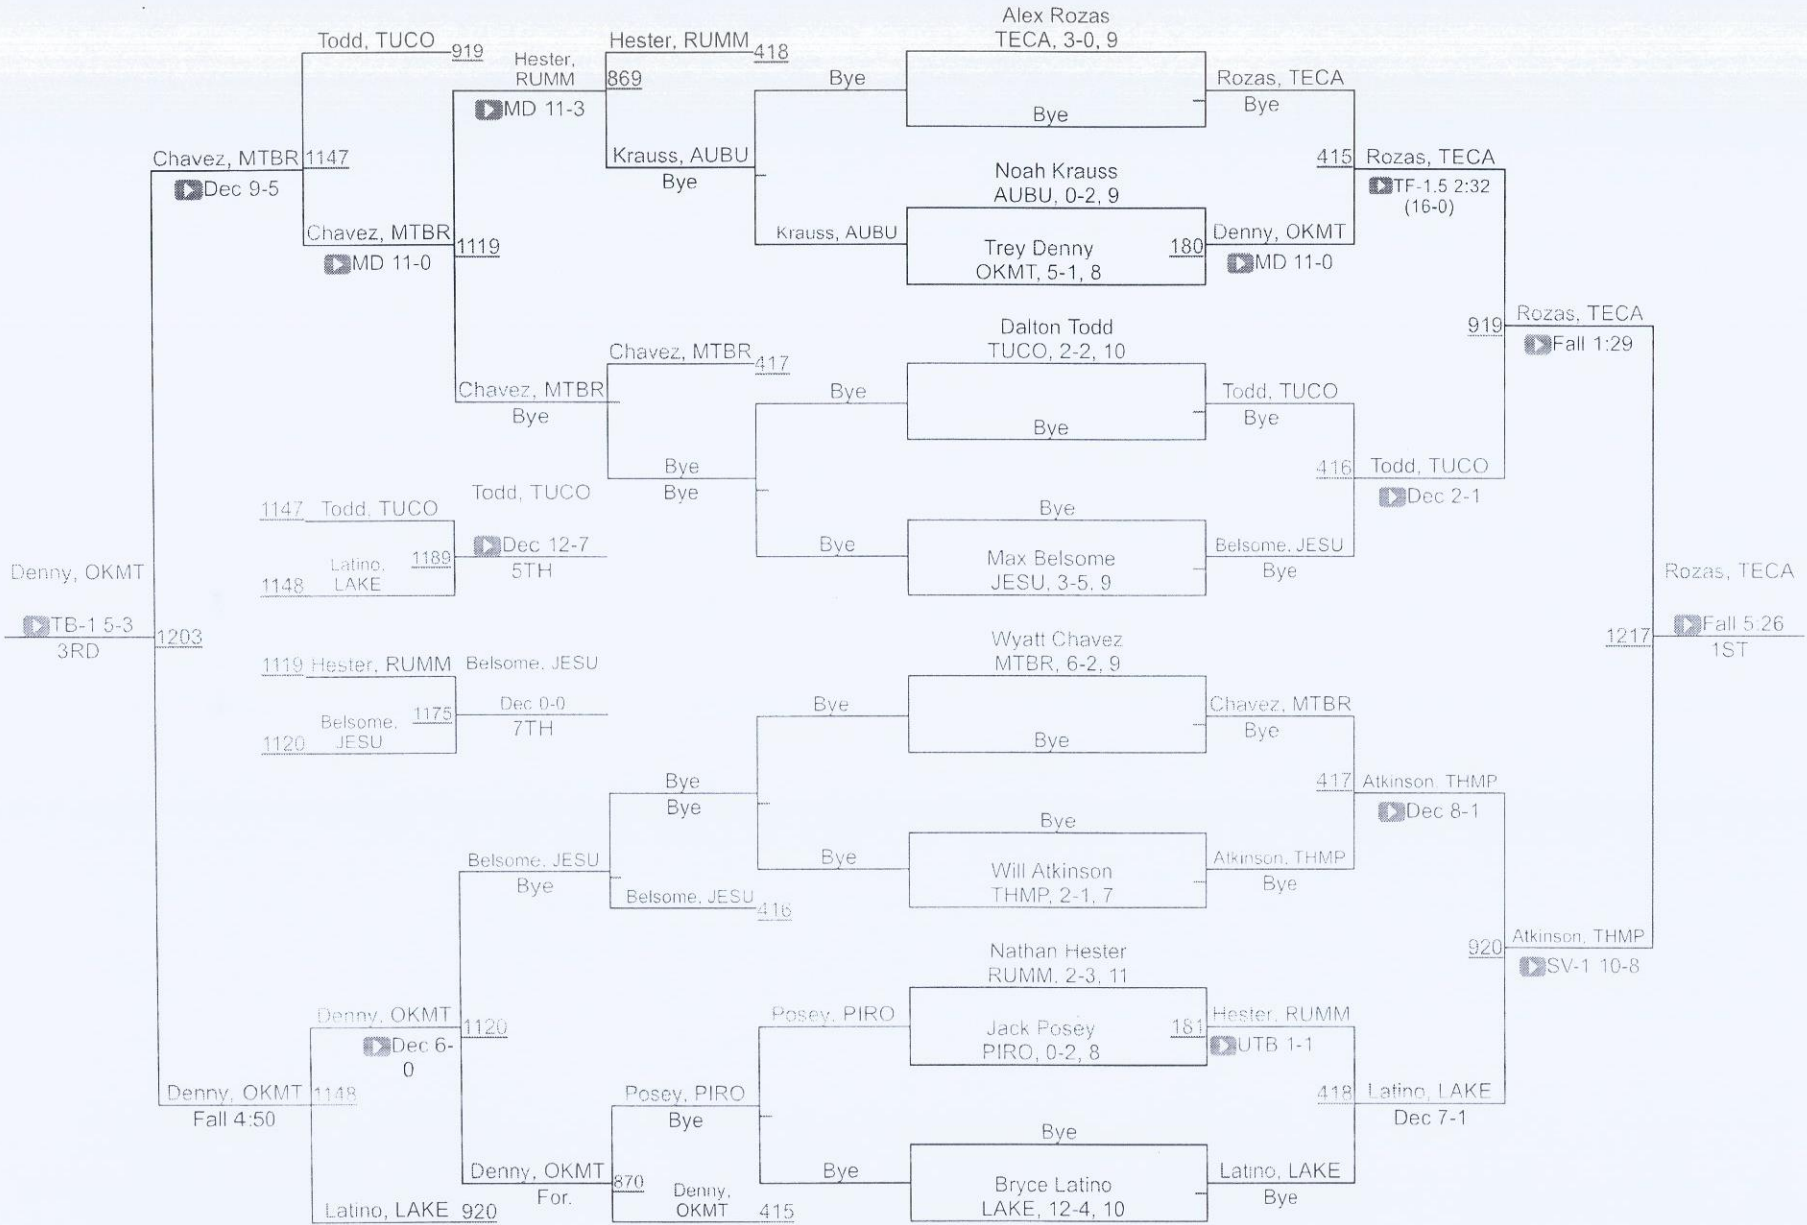 Alex Rozas
TECA, 3-0, 9
Bye
Noah Krauss
AUBU, 0-2, 9
Trey Denny
OKMT, 5-1, 8
180
Dalton Todd
TUCO, 2-2, 10
Bye
Bye
Max Belsome
JESU, 3-5, 9
Wyatt Chavez
MTBR, 6-2, 9
Bye
Bye
Will Atkinson
THMP, 2-1, 7
Nathan Hester
RUMM, 2-3, 11
Jack Posey
PIRO, 0-2, 8
181
Bye
Bryce Latino
LAKE, 12-4, 10
Rozas, TECA
Bye
415
Denny, OKMT
MD 11-0
Todd, TUCO
Bye
416
Belsome, JESU
Bye
Chavez, MTBR
Bye
417
Atkinson, THMP
Bye
Hester, RUMM
UTB 1-1
418
Latino, LAKE
Bye
Rozas, TECA
TF-1.5 2:32
(16-0)
919
Todd, TUCO
Dec 2-1
Atkinson, THMP
Dec 8-1
920
Latino, LAKE
Dec 7-1
Rozas, TECA
Fall 1:29
1217
Atkinson, THMP
SV-1 10-8
Rozas, TECA
Fall 5:26
1ST
Bye
Krauss, AUBU
Bye
Bye
Bye
Bye
Posey, PIRO
Bye
Hester, RUMM
418
869
Krauss, AUBU
Bye
Chavez, MTBR
417
Bye
Bye
Bye
Bye
Belsome, JESU
416
Posey, PIRO
Bye
870
Denny,
OKMT
415
Hester,
RUMM
MD 11-3
1119
Chavez, MTBR
Bye
Belsome, JESU
Bye
1120
Denny, OKMT
For.
Todd, TUCO
919
1147
Chavez, MTBR
MD 11-0
Denny, OKMT
Dec 6-
0
1148
Latino, LAKE
920
Chavez, MTBR
Dec 9-5
1203
Denny, OKMT
Fall 4:50
Denny, OKMT
TB-1 5-3
3RD
1147
Todd, TUCO
Todd, TUCO
1189
Dec 12-7
5TH
1148
Latino,
LAKE
1119
Hester, RUMM
Belsome, JESU
1175
Dec 0-0
7TH
1120
Belsome,
JESU